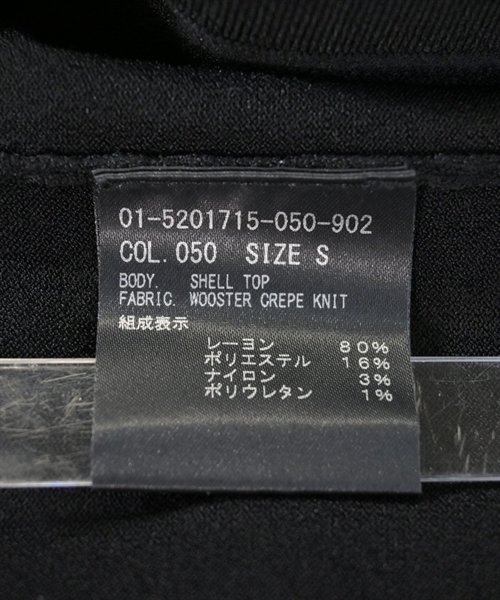 01-5201715-050-902
COL. 050 SIZE S
BODY. SHELL TOP
FABRIC. WOOSTER CREPE KNIT
組成表示
レーヨン 80%
ポリエステル 16%
ナイロン 3%
ポリウレタン 1%